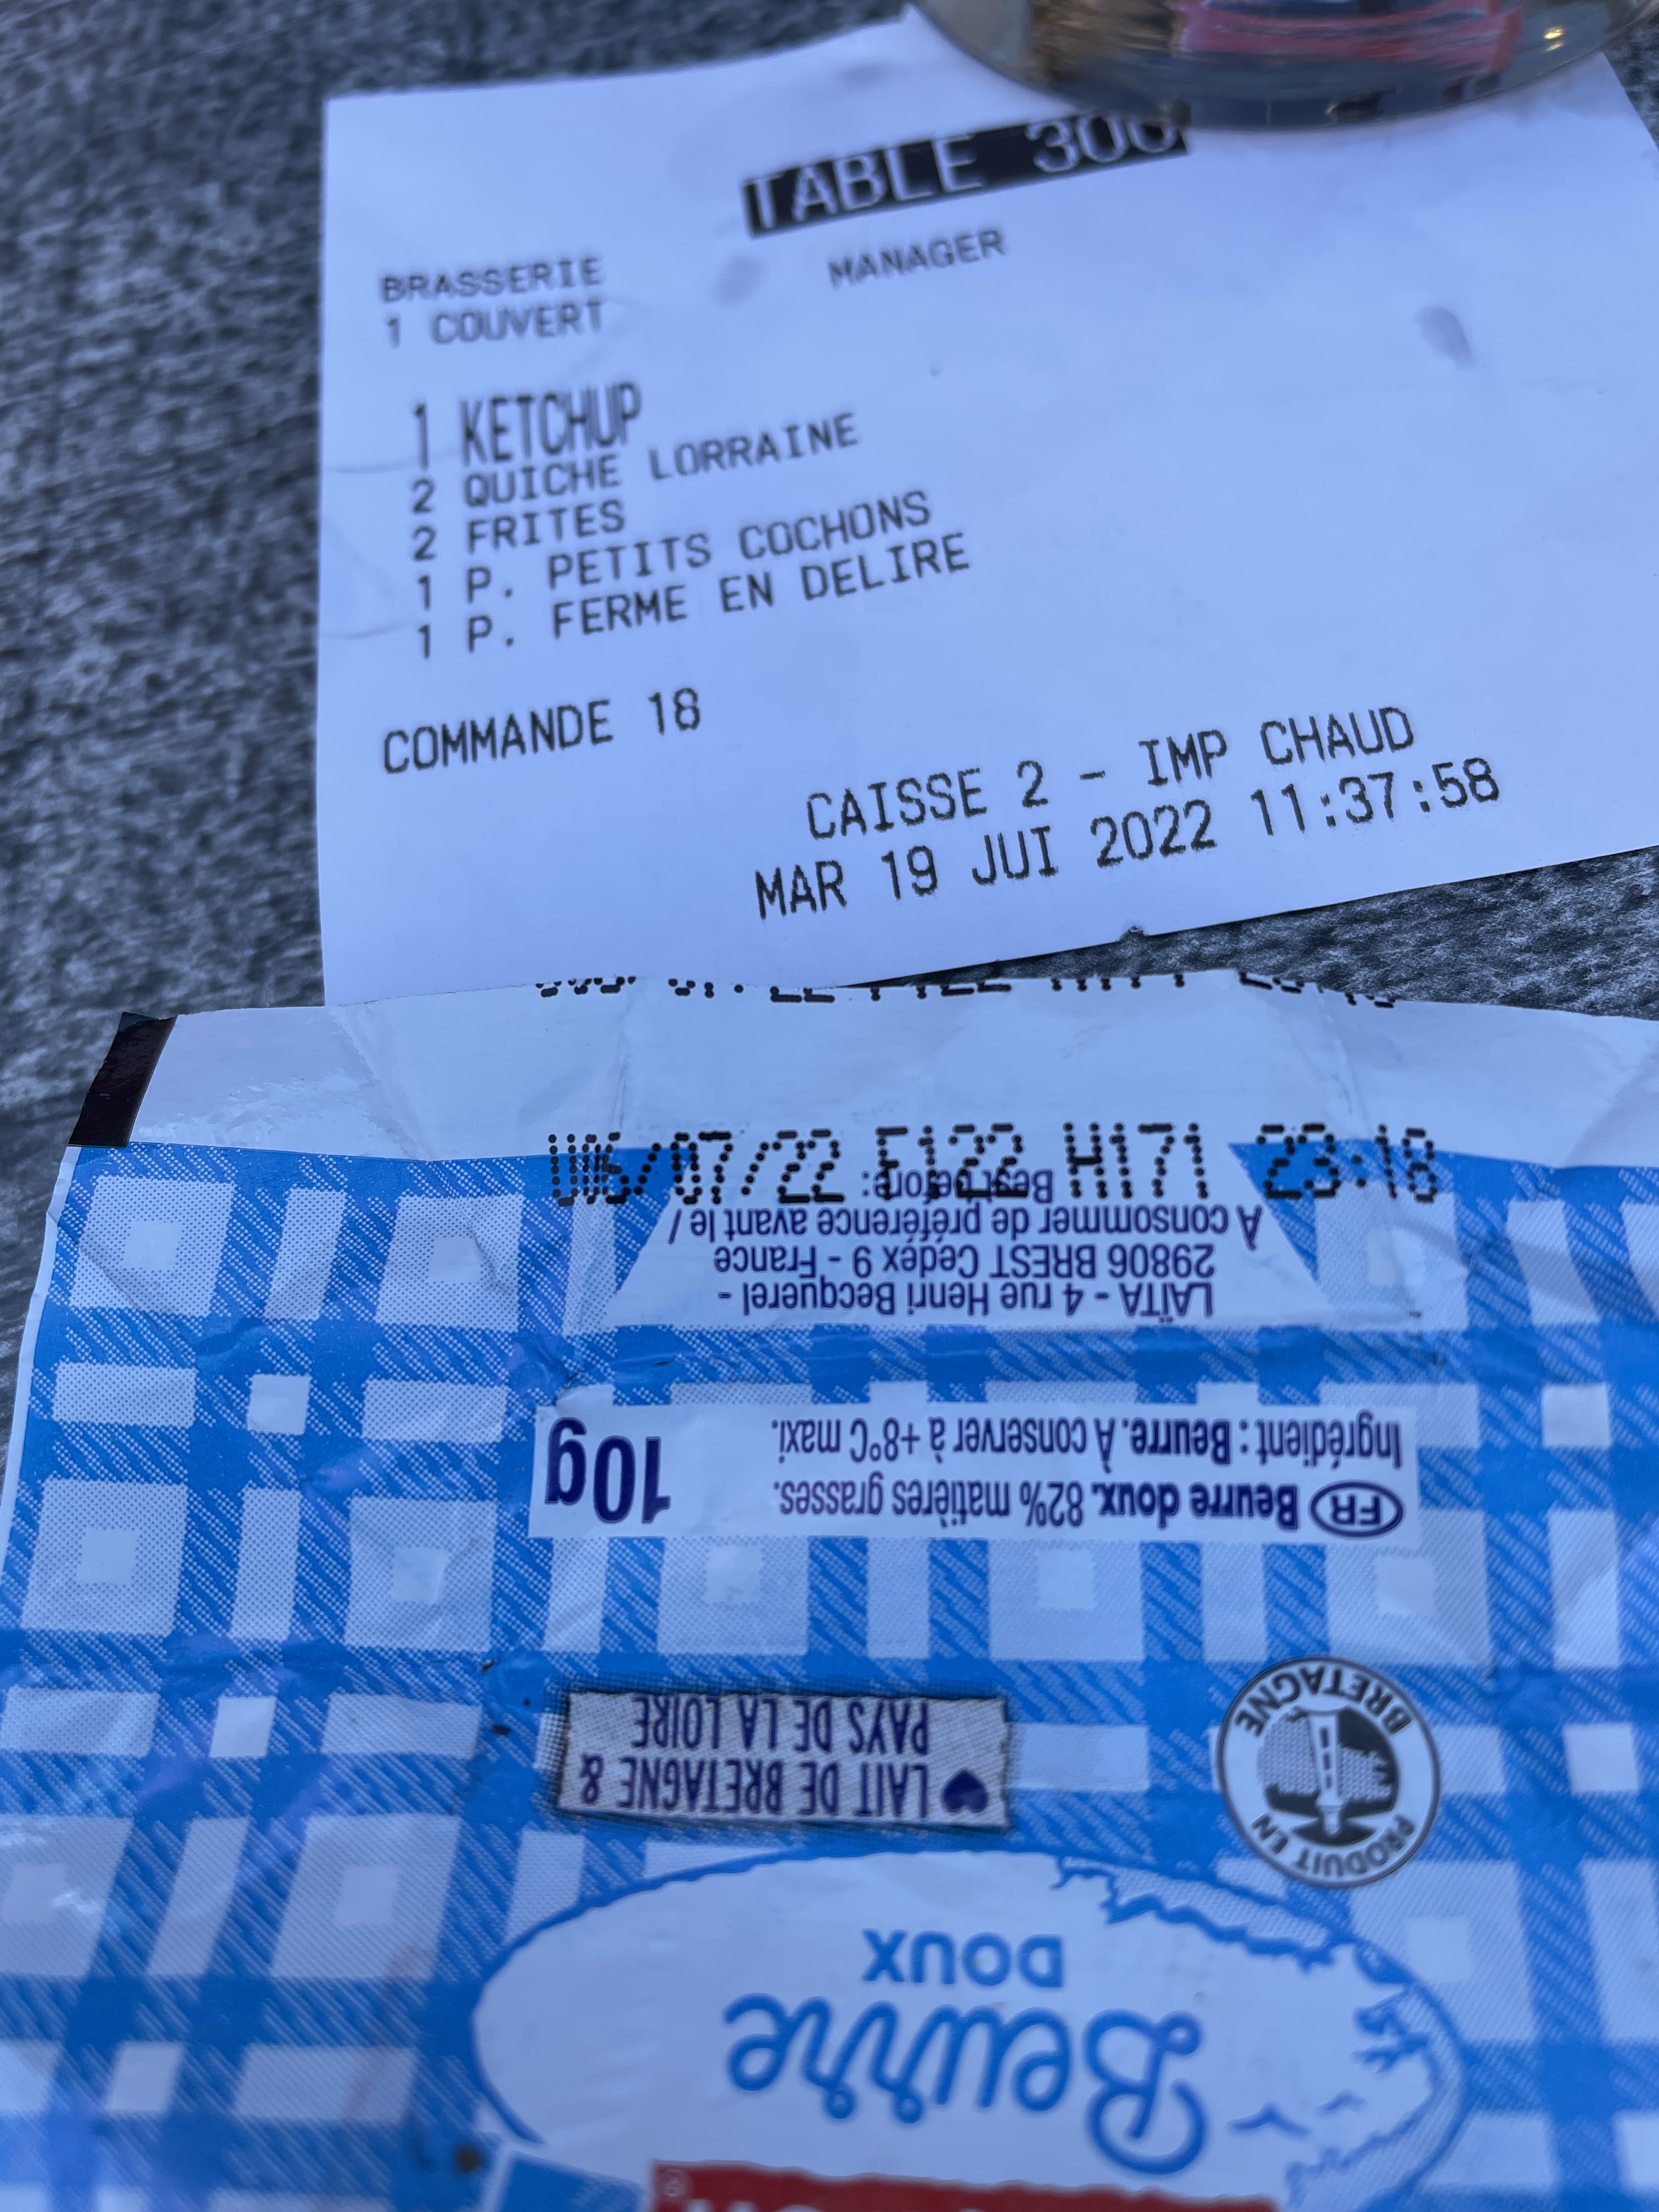 TABLE 306
BRASSERIE MANAGER
1 COUVERT
1 KETCHUP
2 QUICHE LORRAINE
2 FRITES
1 P. PETITS COCHONS
1 P. FERME EN DELIRE
COMMANDE 18
CAISSE 2 - IMP CHAUD
MAR 19 JUI 2022 11:37:58
06/07/22 F122 H171 23:18
Beurre
DOUX
PRODUIT EN BRETAGNE
LAIT DE BRETAGNE &
PAYS DE LA LOIRE
FR Beurre doux. 82% matières grasses.
Ingrédient : Beurre. À conserver à +8°C maxi.
10g
LAÏTA - 4 rue Henri Becquerel -
29806 BREST Cédex 9 - France
A consommer de préférence avant le /
Best before: